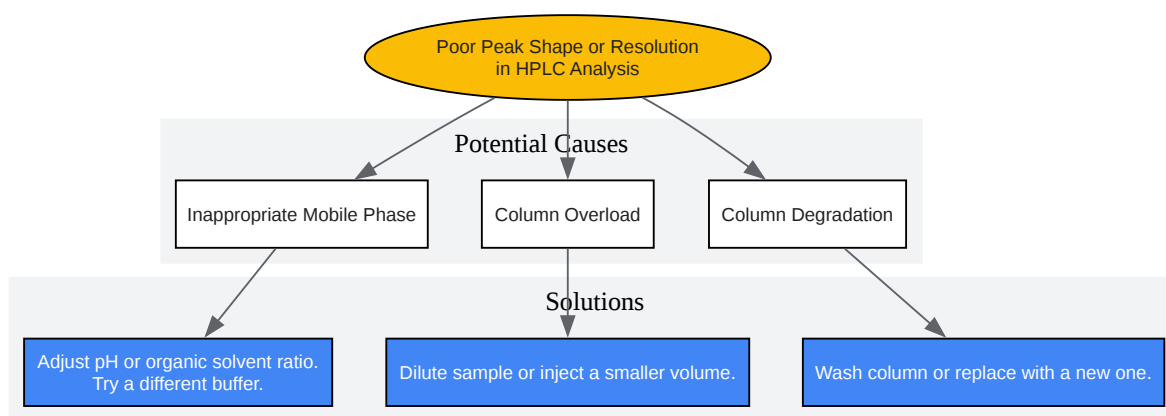 Poor Peak Shape or Resolution
in HPLC Analysis
Potential Causes
Inappropriate Mobile Phase
Column Overload
Column Degradation
Solutions
Adjust pH or organic solvent ratio.
Try a different buffer.
Dilute sample or inject a smaller volume.
Wash column or replace with a new one.